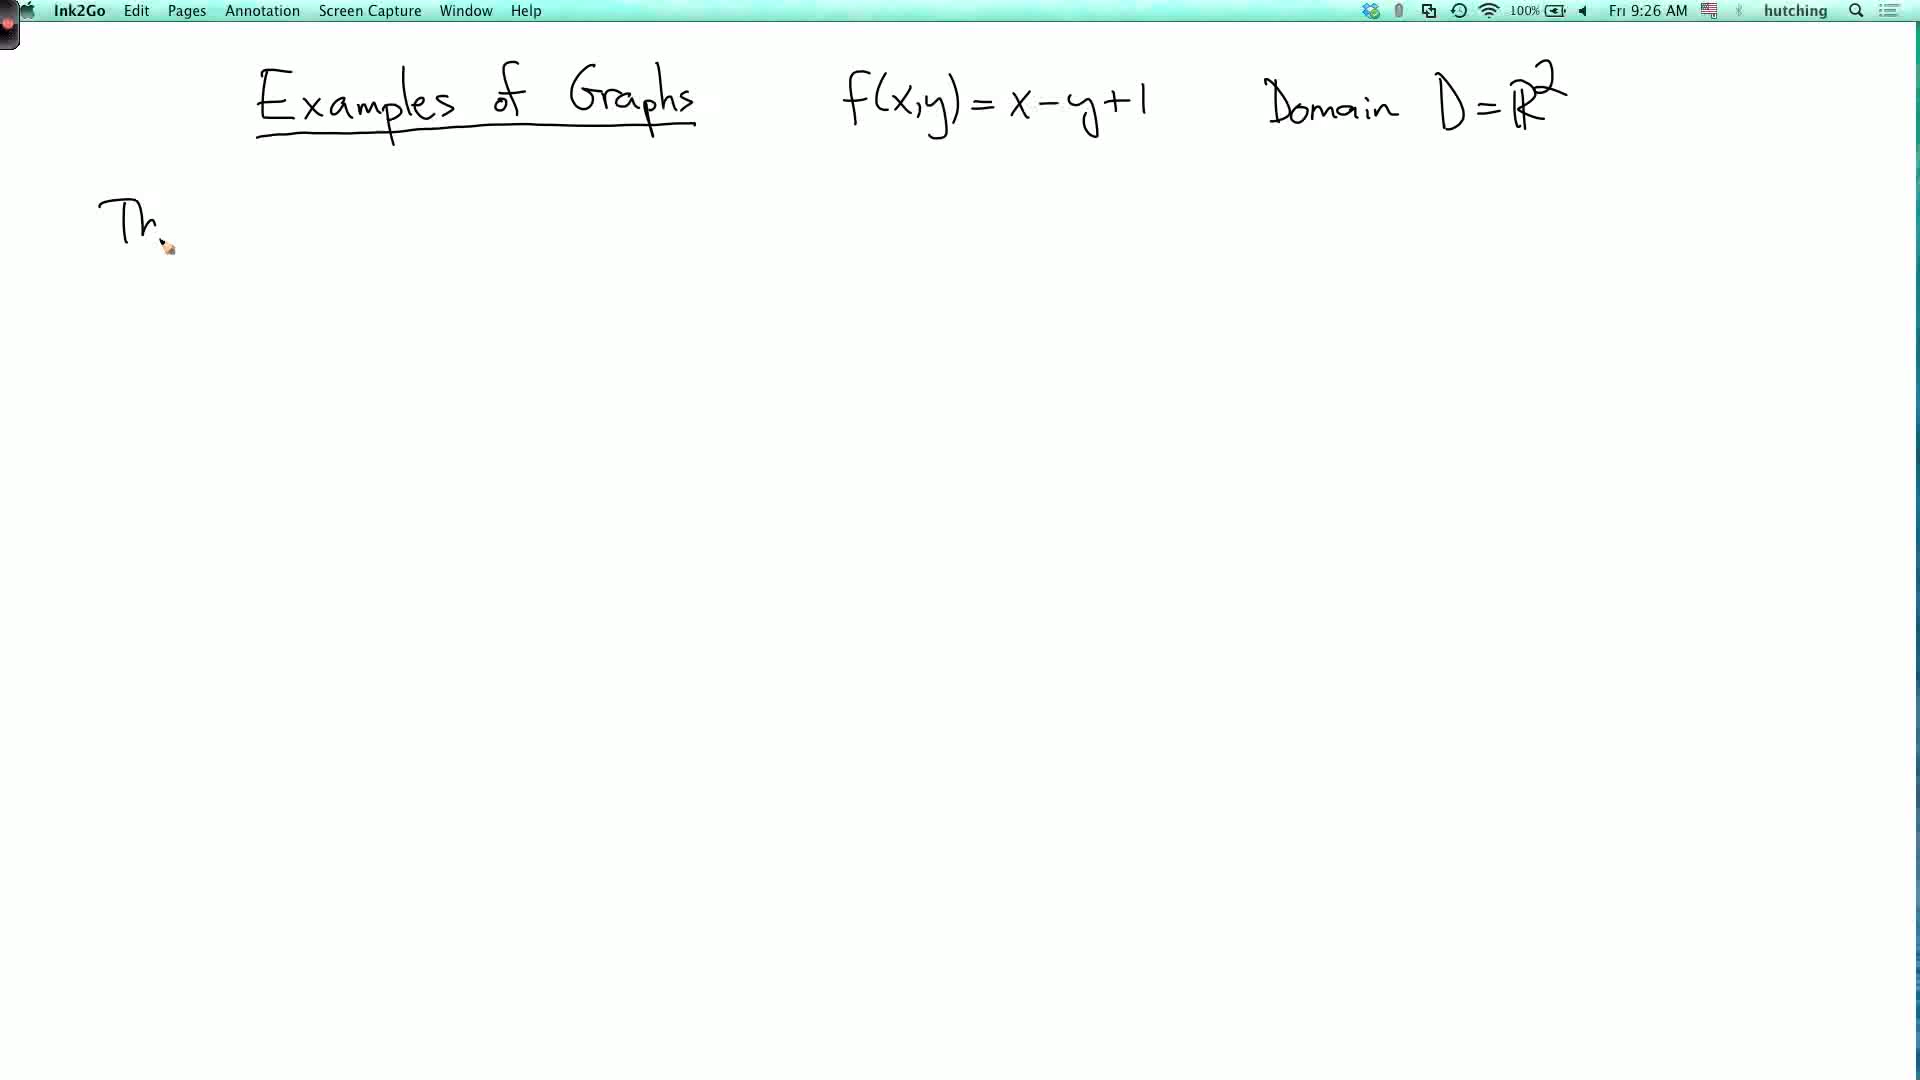 Ink2Go Edit Pages Annotation Screen Capture Window Help 100% Fri 9:26 AM hutching
Examples of Graphs f(x,y) = x-y+1 Domain D = ℝ²
Th